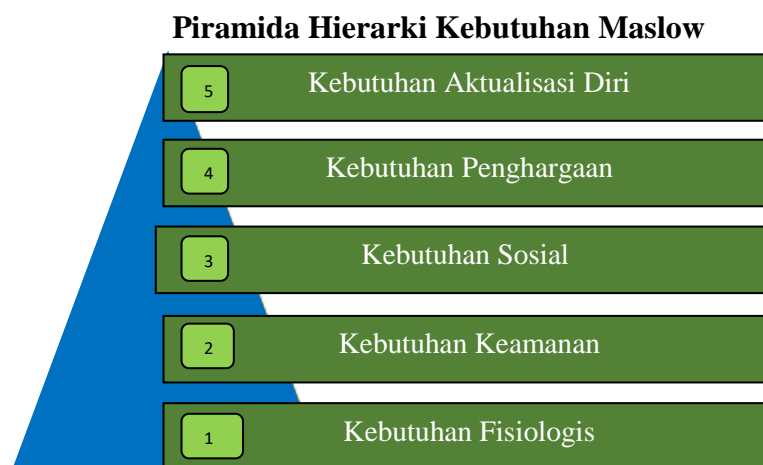 Piramida Hierarki Kebutuhan Maslow
5 Kebutuhan Aktualisasi Diri
4 Kebutuhan Penghargaan
3 Kebutuhan Sosial
2 Kebutuhan Keamanan
1 Kebutuhan Fisiologis